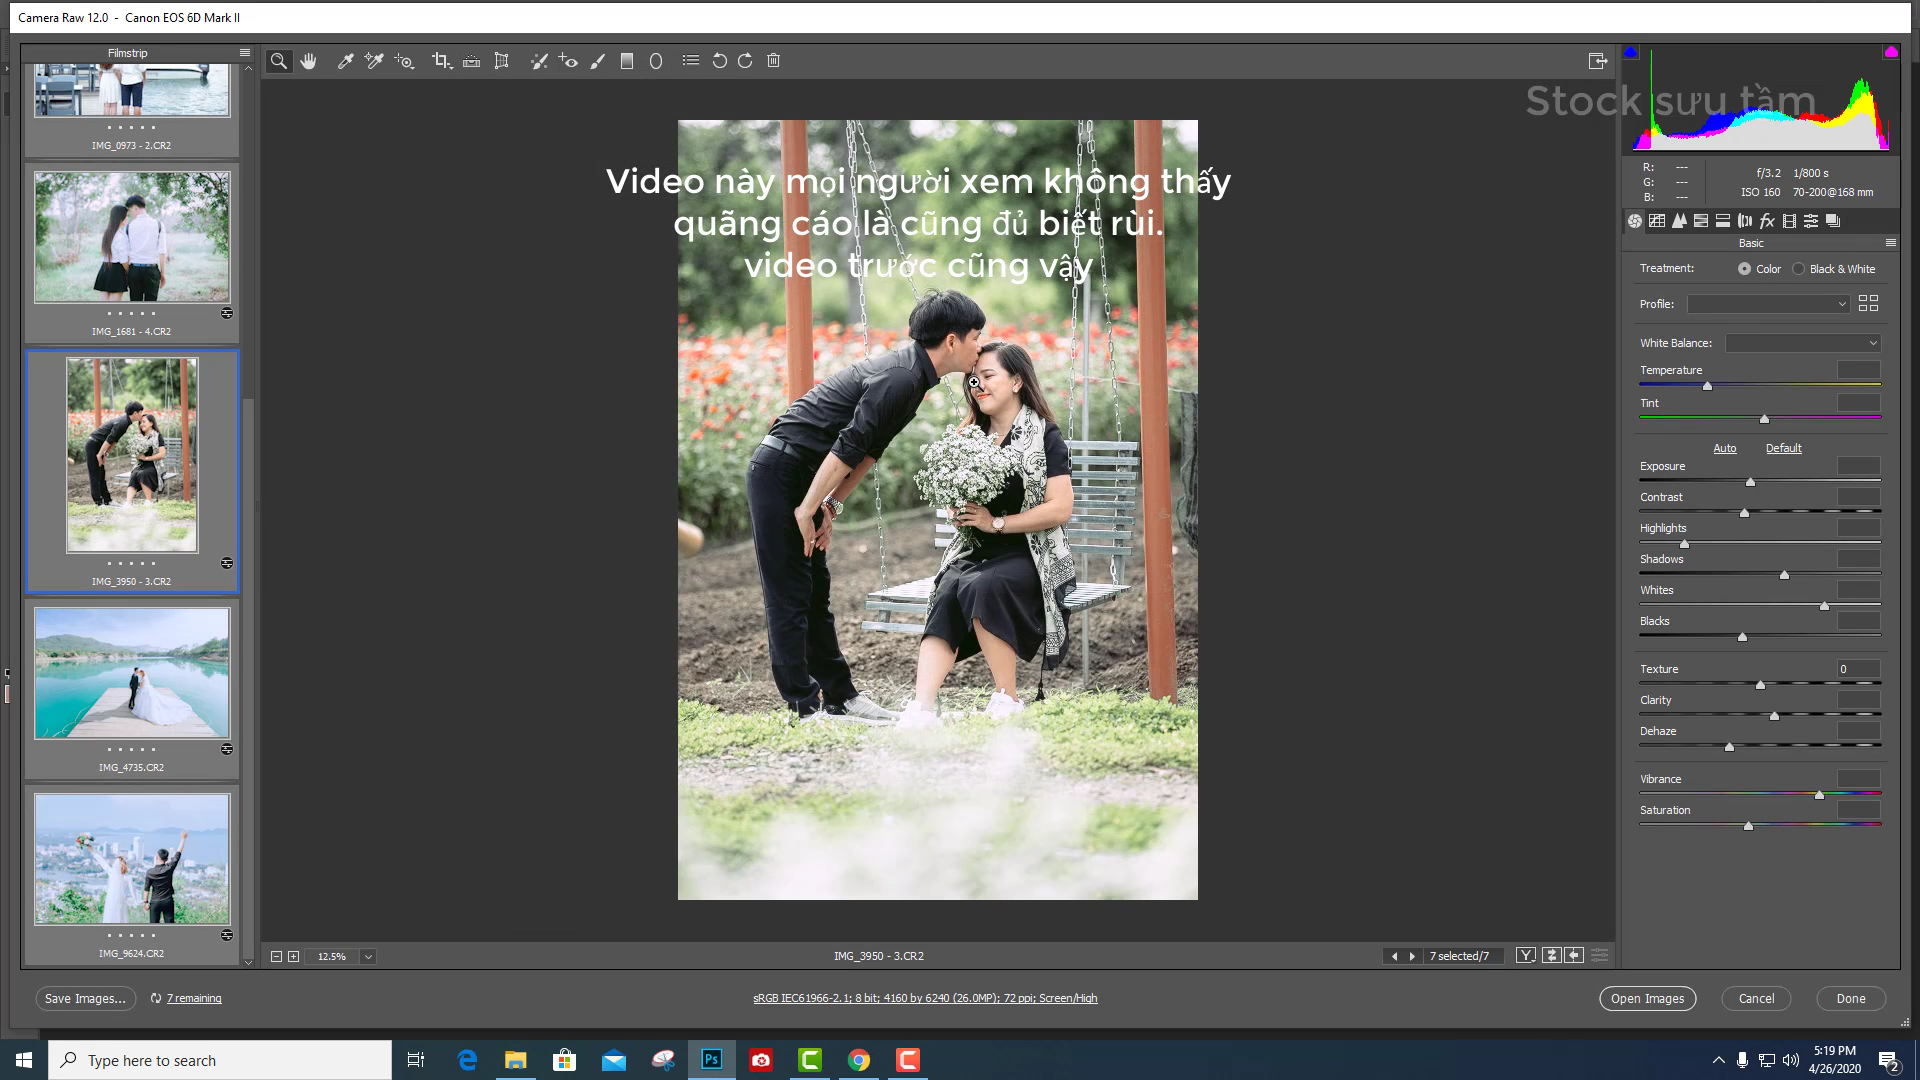 Camera Raw 12.0 - Canon EOS 6D Mark II
Filmstrip
IMG_0973 - 2.CR2
IMG_1681 - 4.CR2
IMG_3950 - 3.CR2
IMG_4735.CR2
IMG_9624.CR2
Video này mọi người xem không thấy
quãng cáo là cũng đủ biết rùi.
video trước cũng vậy
Stock sưu tầm
R: ---
G: ---
B: ---
f/3.2 1/800 s
ISO 160 70-200@168 mm
Basic
Treatment: Color Black & White
Profile:
White Balance:
Temperature
Tint
Auto Default
Exposure
Contrast
Highlights
Shadows
Whites
Blacks
Texture 0
Clarity
Dehaze
Vibrance
Saturation
12.5%
IMG_3950 - 3.CR2
7 selected/7
Y
Save Images...
7 remaining
sRGB IEC61966-2.1; 8 bit; 4160 by 6240 (26.0MP); 72 ppi; Screen/High
Open Images
Cancel
Done
Type here to search
Ps
5:19 PM
4/26/2020
2